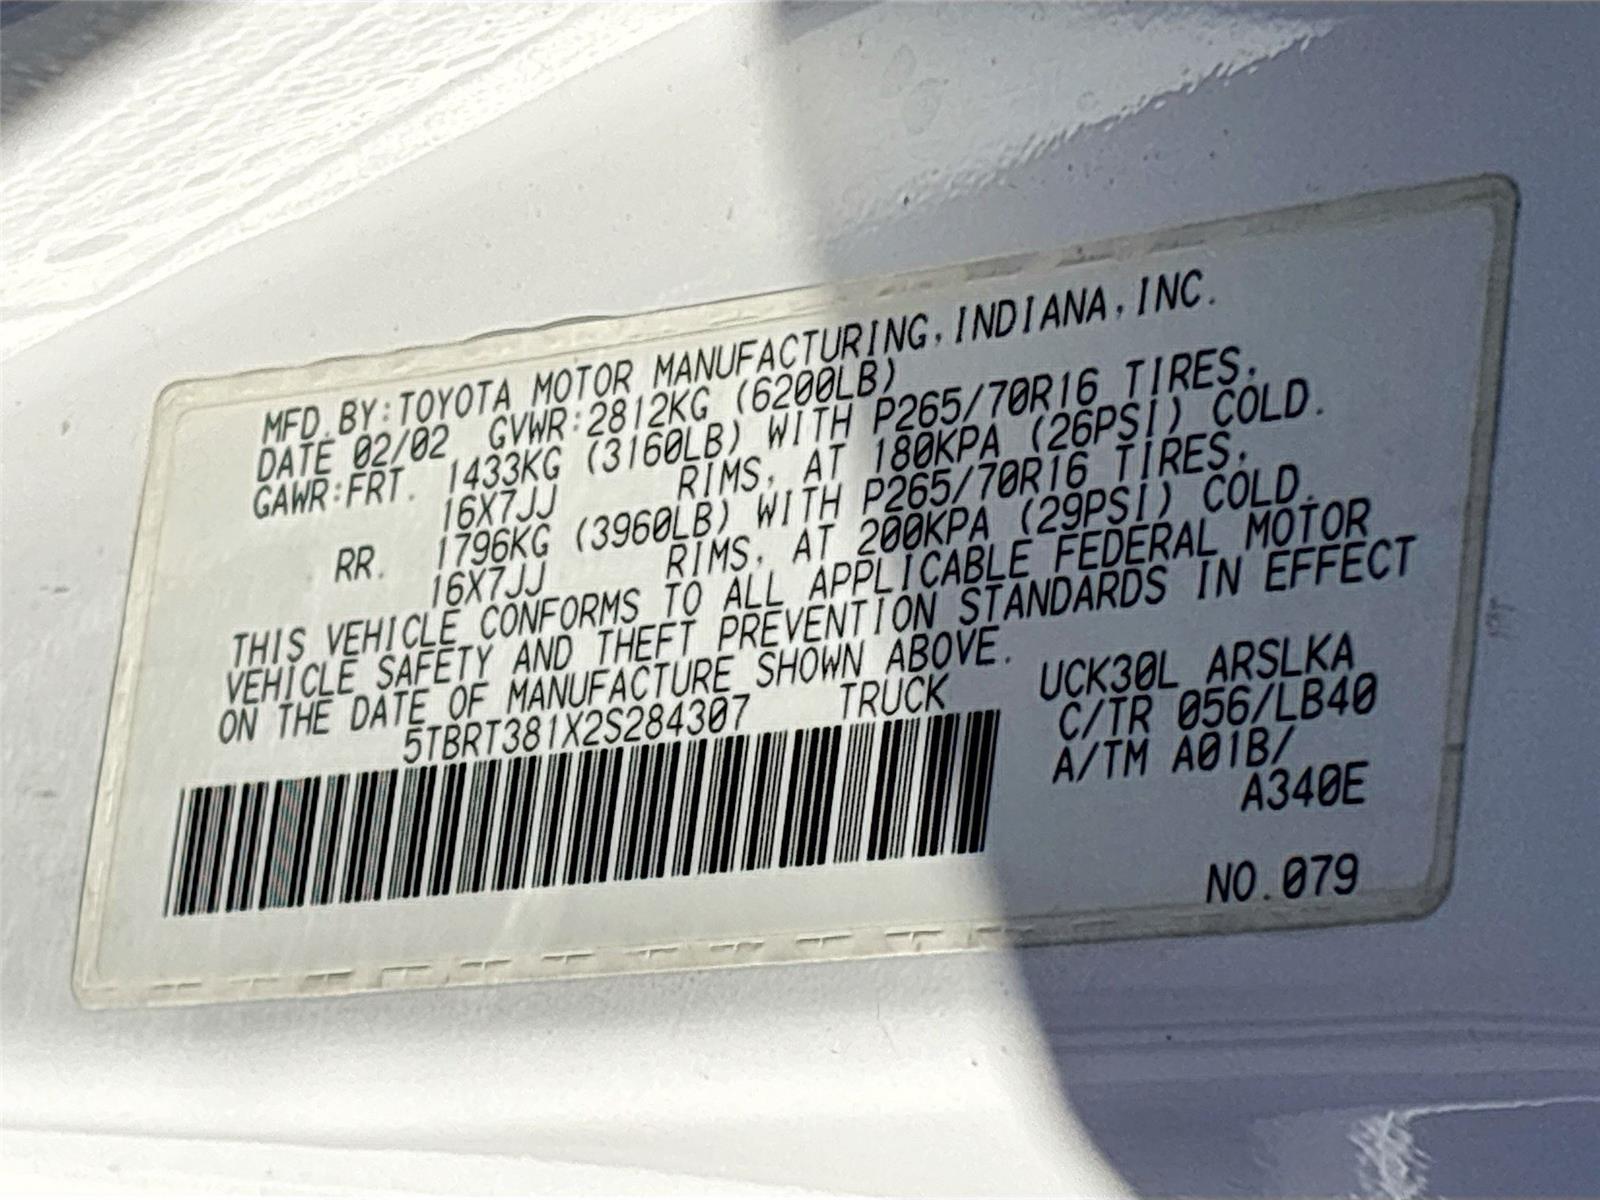 MFD.BY:TOYOTA MOTOR MANUFACTURING,INDIANA,INC.
DATE 02/02 GVWR:2812KG (6200LB)
GAWR:FRT. 1433KG (3160LB) WITH P265/70R16 TIRES,
16X7JJ RIMS, AT 180KPA (26PSI) COLD.
RR. 1796KG (3960LB) WITH P265/70R16 TIRES,
16X7JJ RIMS, AT 200KPA (29PSI) COLD.
THIS VEHICLE CONFORMS TO ALL APPLICABLE FEDERAL MOTOR
VEHICLE SAFETY AND THEFT PREVENTION STANDARDS IN EFFECT
ON THE DATE OF MANUFACTURE SHOWN ABOVE.
5TBRT381X2S284307 TRUCK
UCK30L ARSLKA
C/TR 056/LB40
A/TM A01B/
A340E
NO.079